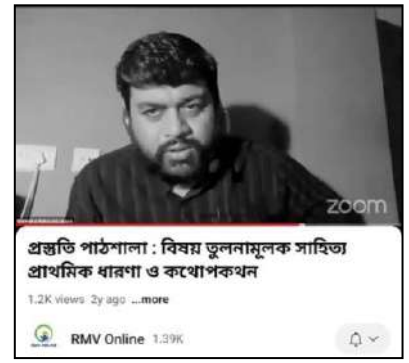 zoom
প্রস্তুতি পাঠশালা : বিষয় তুলনামূলক সাহিত্য
প্রাথমিক ধারণা ও কথোপকথন
1.2K views 2y ago ...more
RMV Online 1.39K